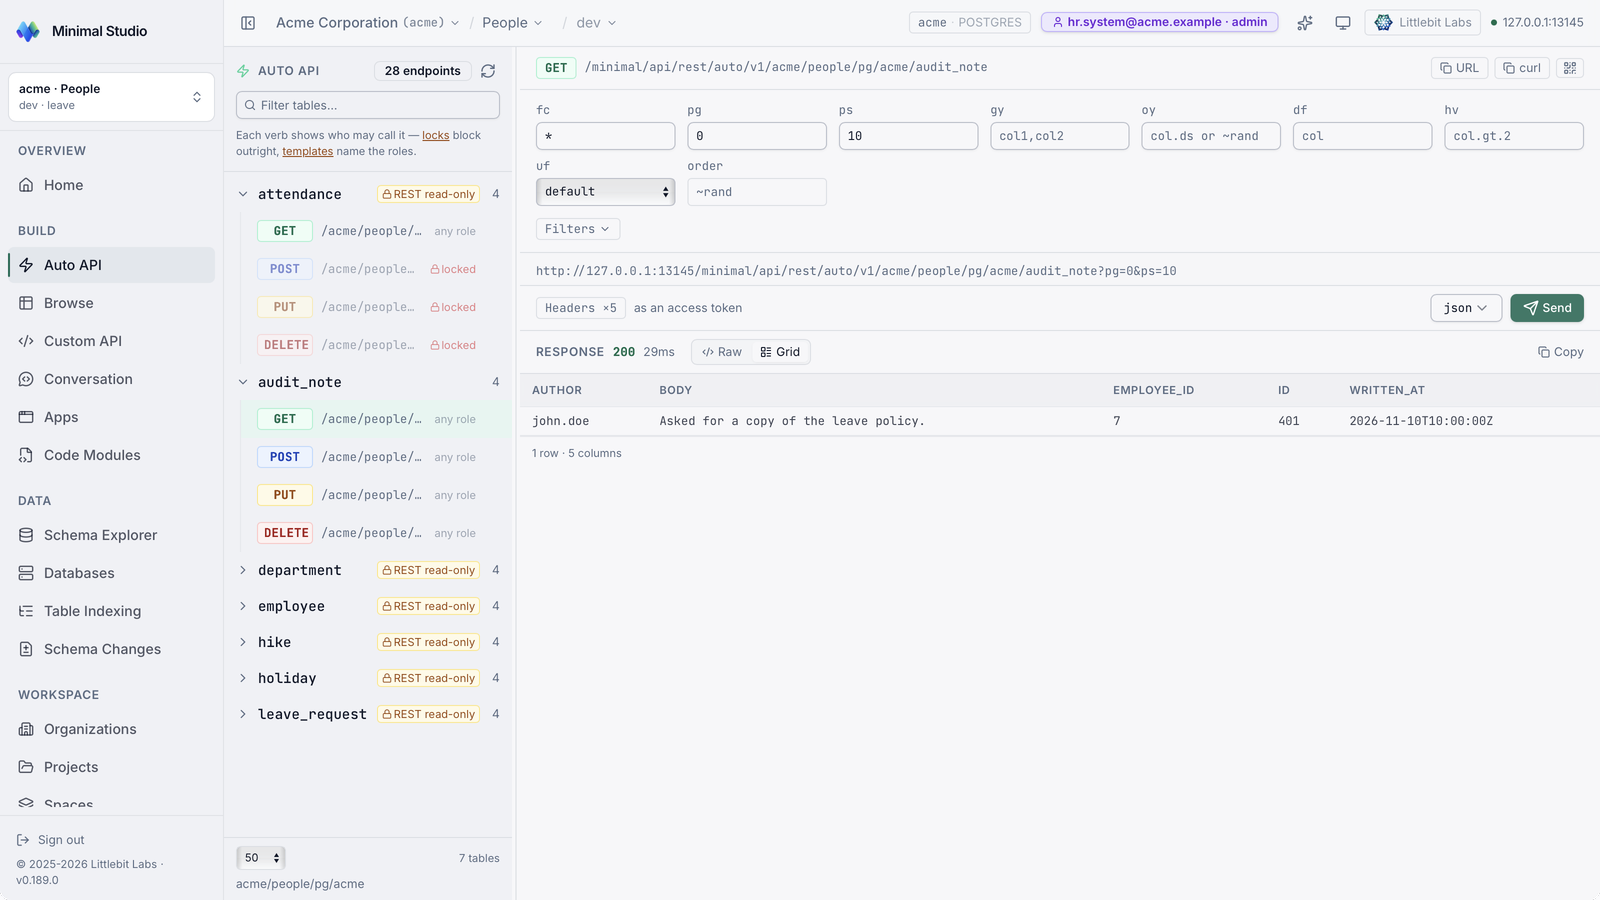 Minimal Studio
acme · People
dev · leave
OVERVIEW
Home
BUILD
Auto API
Browse
Custom API
Conversation
Apps
Code Modules
DATA
Schema Explorer
Databases
Table Indexing
Schema Changes
WORKSPACE
Organizations
Projects
Spaces
Sign out
© 2025-2026 Littlebit Labs ·
v0.189.0
Acme Corporation (acme) / People / dev
acme · POSTGRES
hr.system@acme.example · admin
Littlebit Labs
127.0.0.1:13145
AUTO API
28 endpoints
Filter tables...
Each verb shows who may call it — locks block
outright, templates name the roles.
attendance REST read-only 4
GET /acme/people/… any role
POST /acme/people… locked
PUT /acme/people… locked
DELETE /acme/people… locked
audit_note 4
GET /acme/people/… any role
POST /acme/people/… any role
PUT /acme/people/… any role
DELETE /acme/people/… any role
department REST read-only 4
employee REST read-only 4
hike REST read-only 4
holiday REST read-only 4
leave_request REST read-only 4
50
7 tables
acme/people/pg/acme
GET /minimal/api/rest/auto/v1/acme/people/pg/acme/audit_note
URL
curl
fc pg ps gy oy df hv
* 0 10 col1,col2 col.ds or ~rand col col.gt.2
uf order
default ~rand
Filters
http://127.0.0.1:13145/minimal/api/rest/auto/v1/acme/people/pg/acme/audit_note?pg=0&ps=10
Headers ×5 as an access token
json
Send
RESPONSE 200 29ms
Raw
Grid
Copy
AUTHOR BODY EMPLOYEE_ID ID WRITTEN_AT
john.doe Asked for a copy of the leave policy. 7 401 2026-11-10T10:00:00Z
1 row · 5 columns